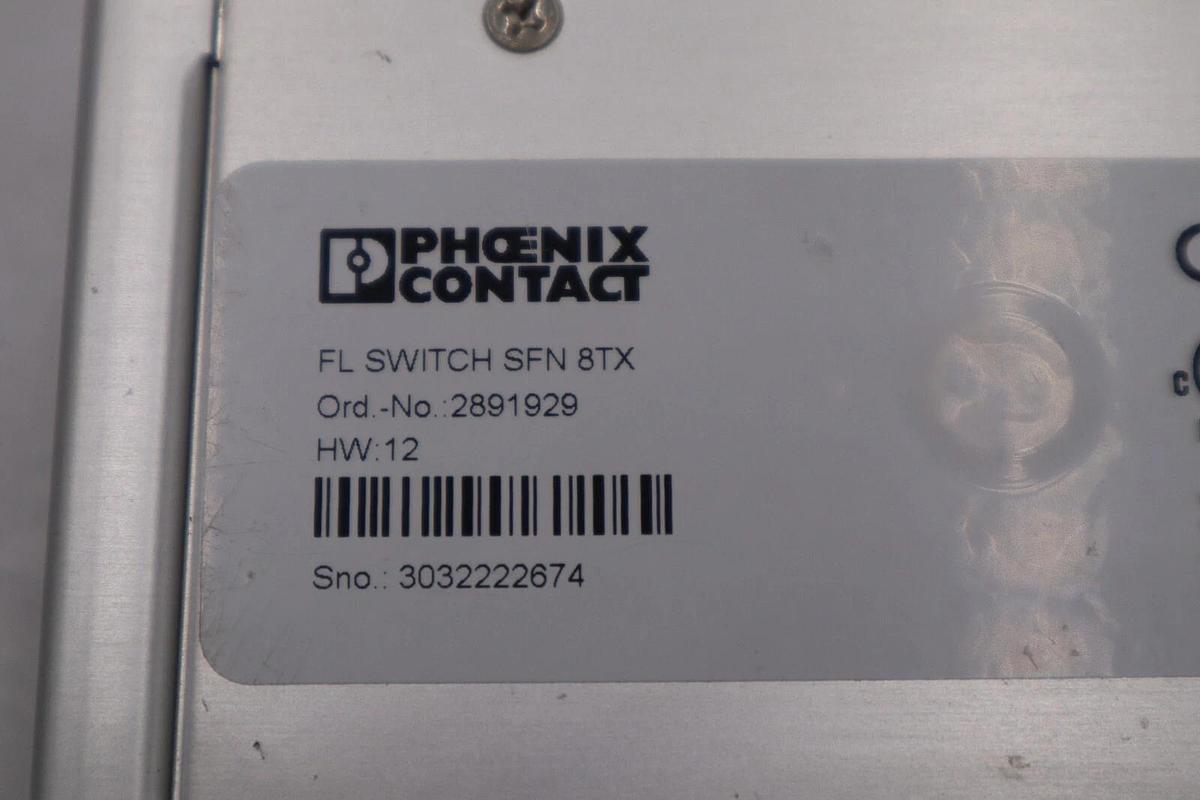 PHŒNIX
CONTACT
FL SWITCH SFN 8TX
Ord.-No.:2891929
HW:12
Sno.: 3032222674